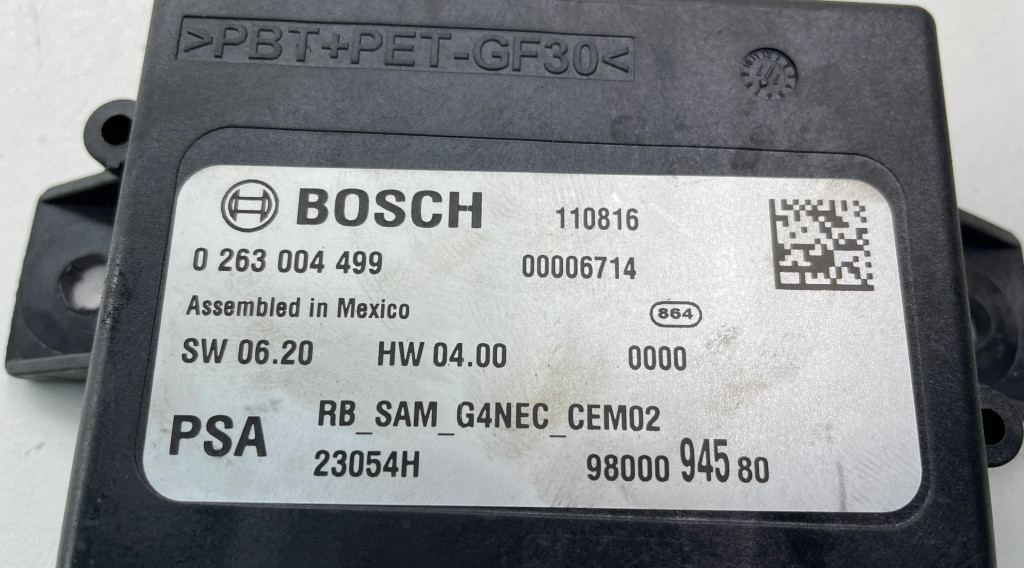 >PBT+PET-GF30<
BOSCH 110816
0 263 004 499 00006714
Assembled in Mexico 864
SW 06.20 HW 04.00 0000
PSA RB_SAM_G4NEC_CEM02
23054H 98000 945 80